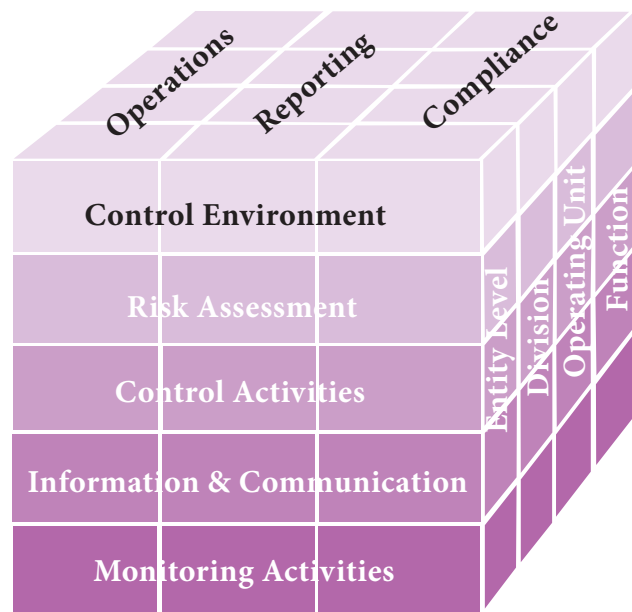 Operations
Reporting
Compliance
Control Environment
Risk Assessment
Control Activities
Information & Communication
Monitoring Activities
Entity Level
Division
Operating Unit
Function